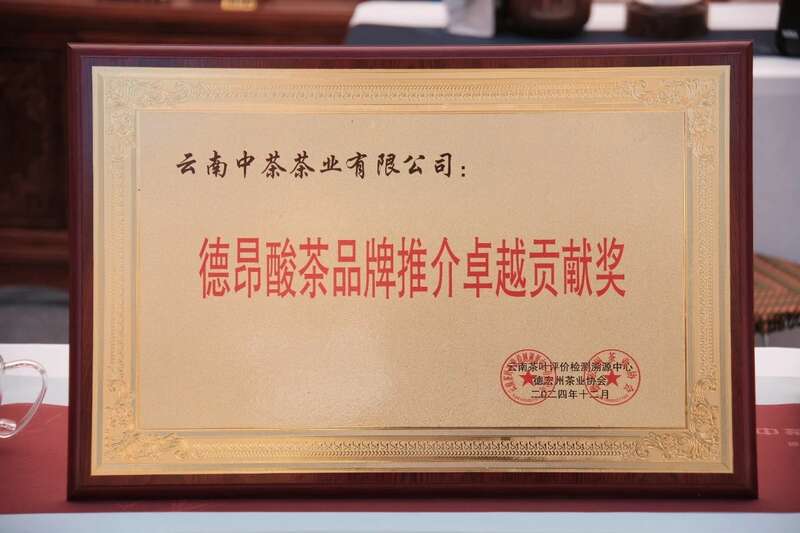 云南中茶茶业有限公司：
德昂酸茶品牌推介卓越贡献奖
云南茶叶评价检测溯源中心
德宏州茶业协会
二〇二四年十二月